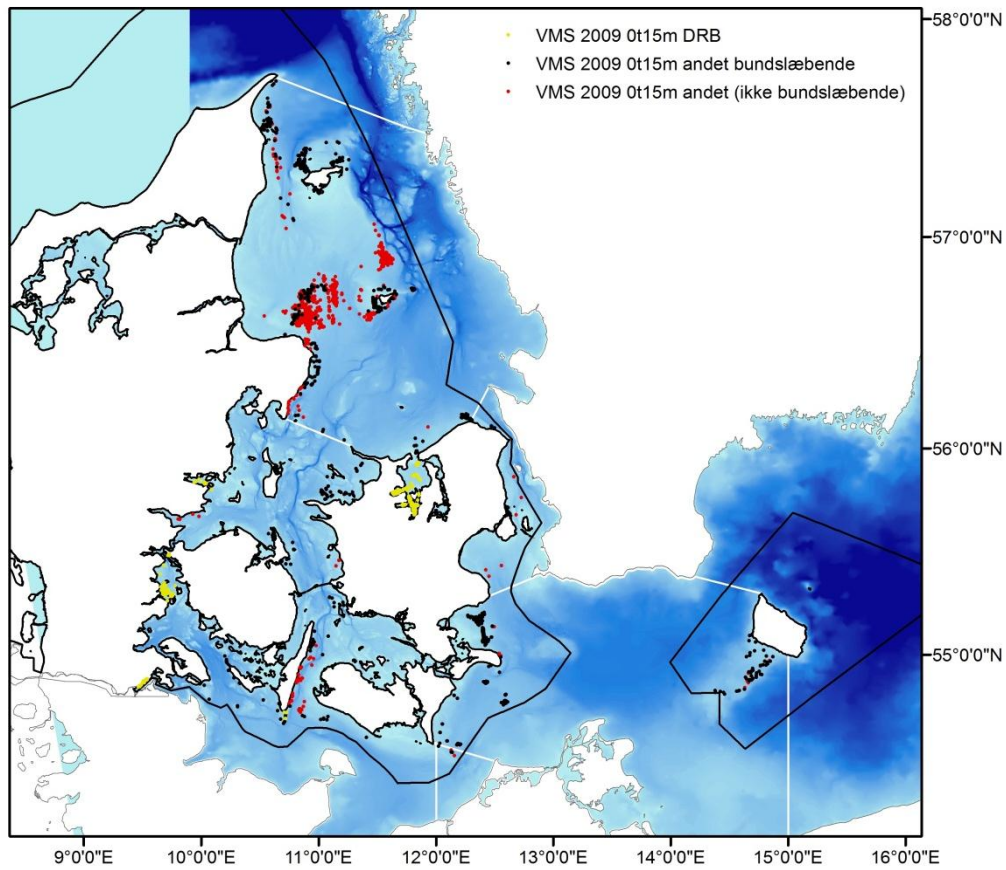 VMS 2009 0t15m DRB
VMS 2009 0t15m andet bundslæbende
VMS 2009 0t15m andet (ikke bundslæbende)
58°0'0"N
57°0'0"N
56°0'0"N
55°0'0"N
9°0'0"E 10°0'0"E 11°0'0"E 12°0'0"E 13°0'0"E 14°0'0"E 15°0'0"E 16°0'0"E